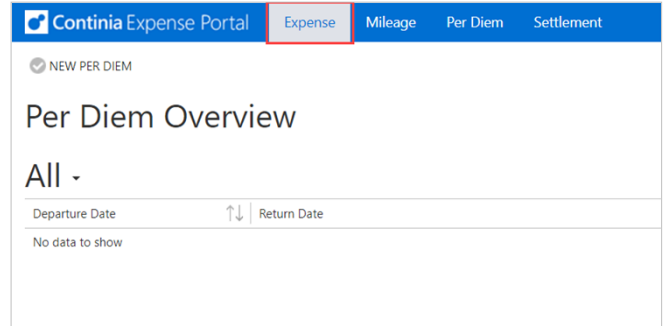 Continia Expense Portal Expense Mileage Per Diem Settlement
NEW PER DIEM
Per Diem Overview
All
Departure Date Return Date
No data to show